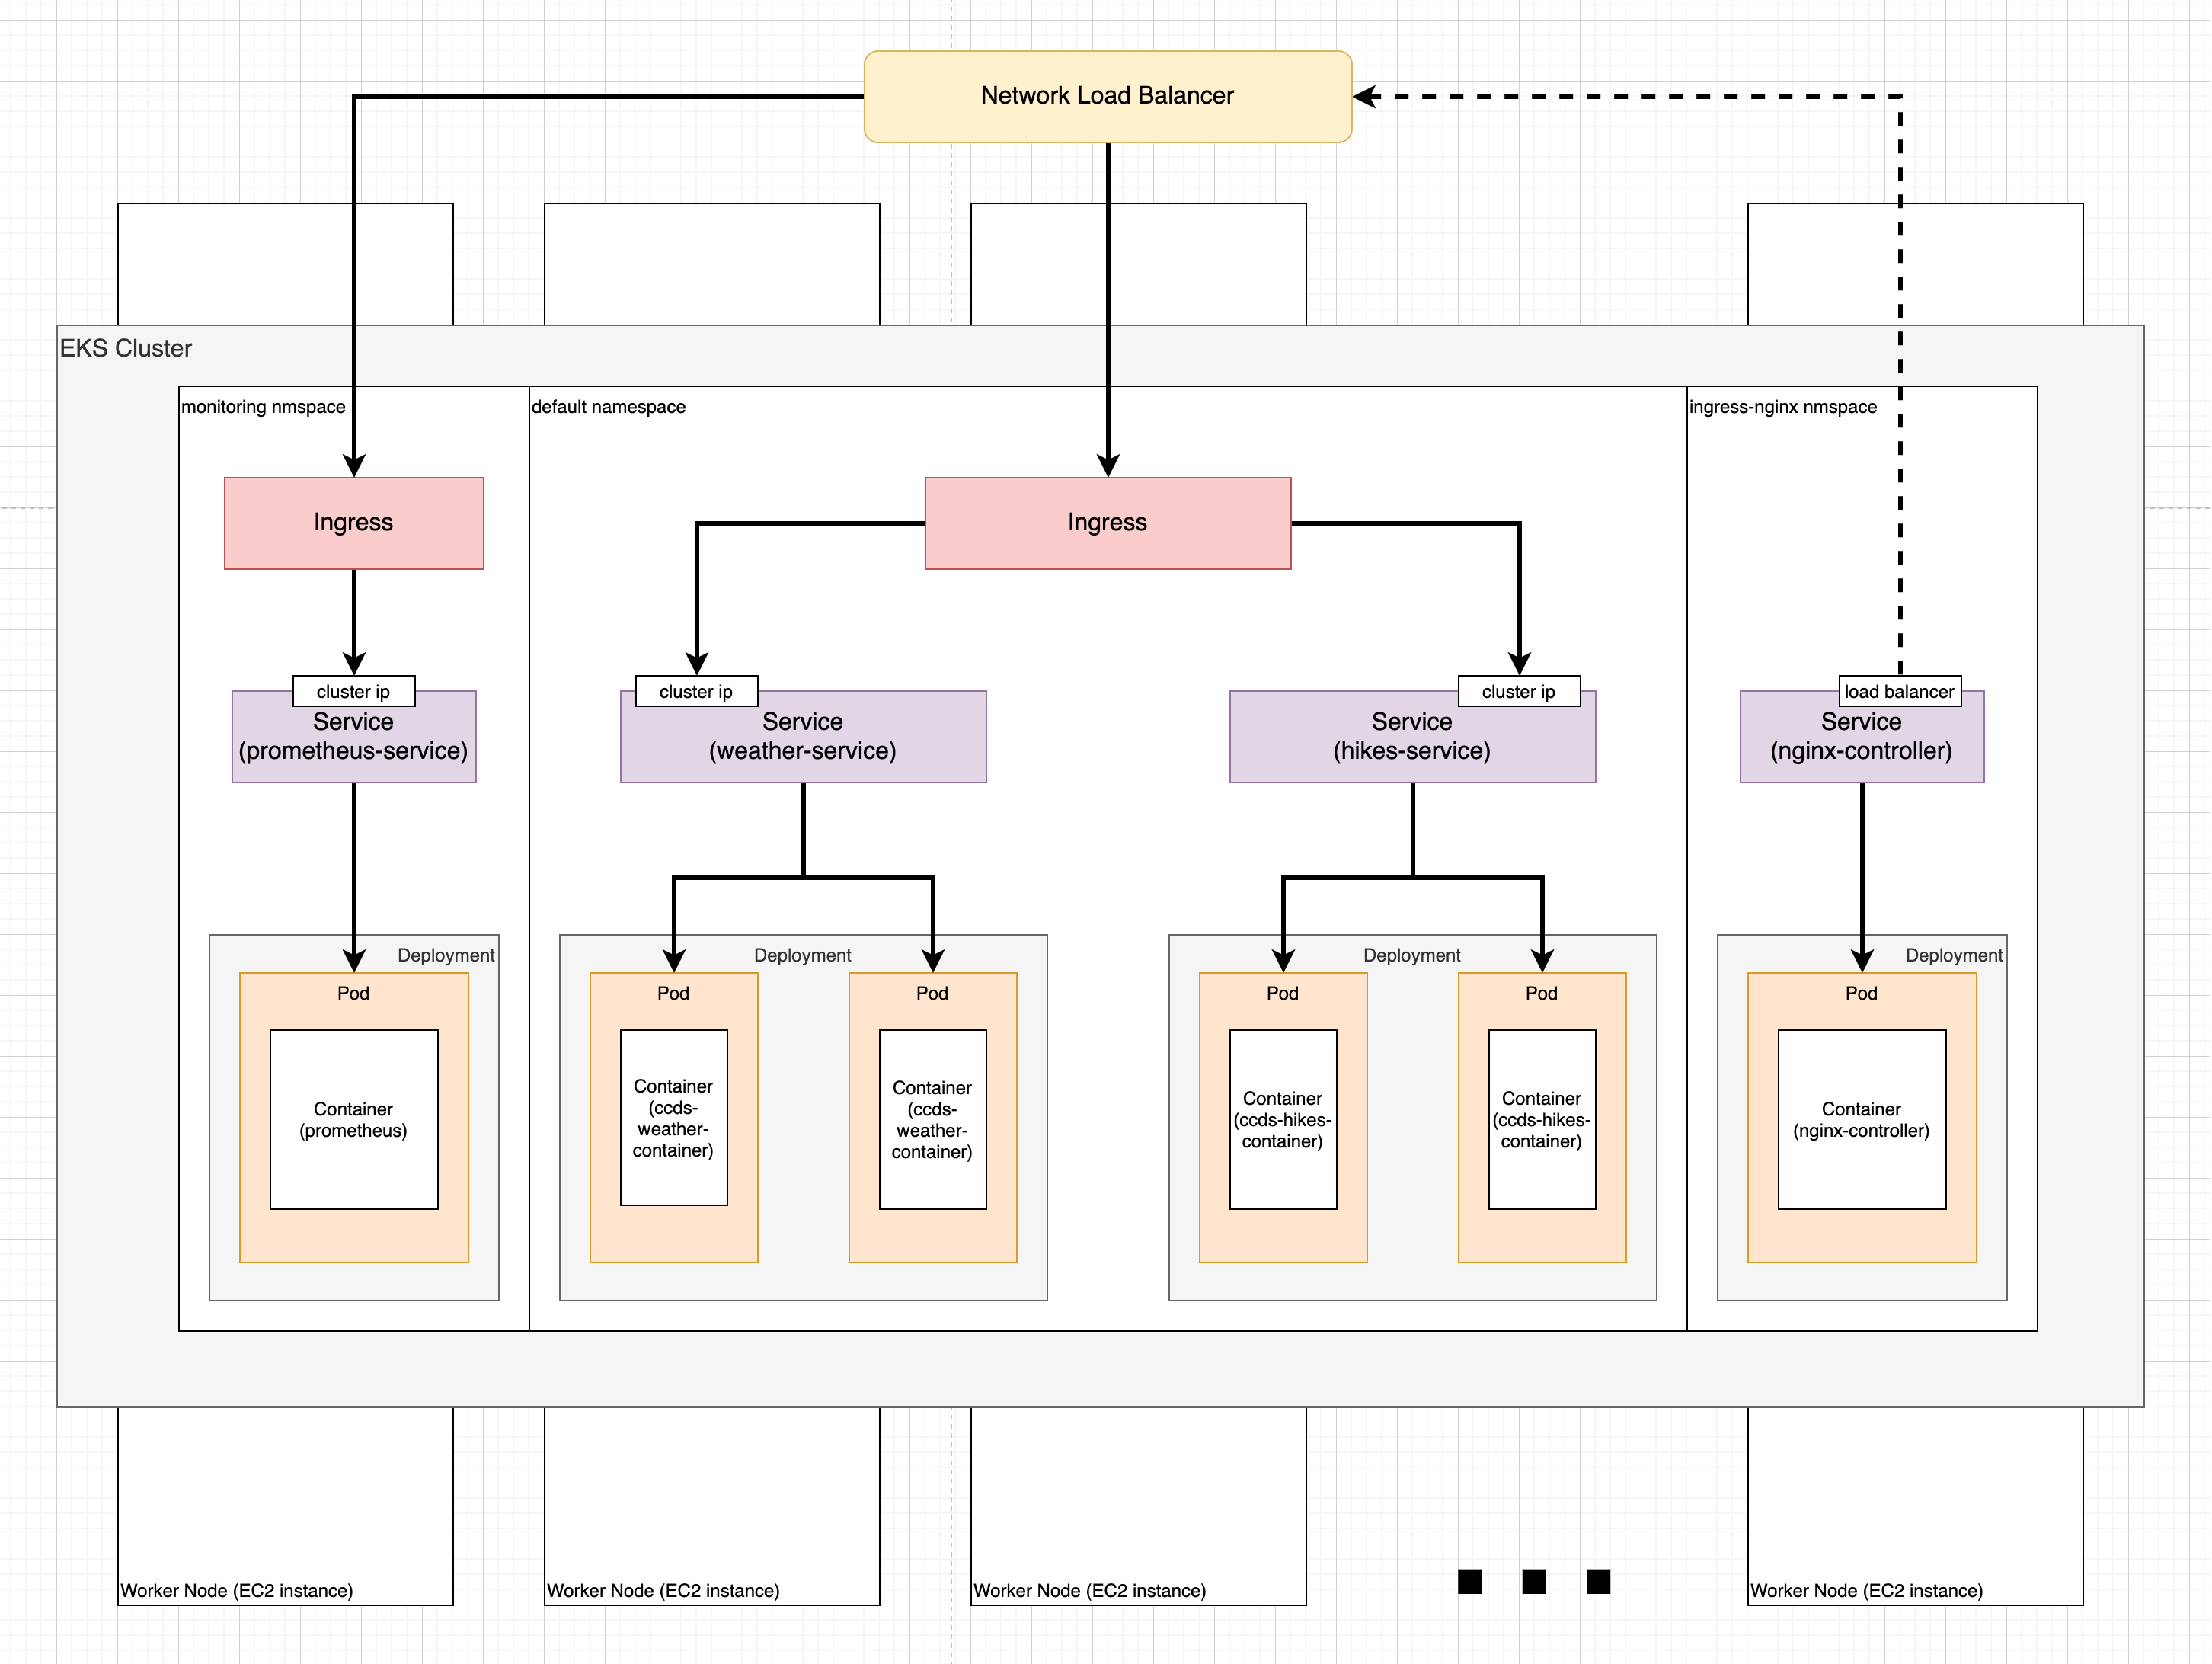 Network Load Balancer
EKS Cluster
monitoring nmspace
default namespace
ingress-nginx nmspace
Ingress
Ingress
cluster ip
cluster ip
cluster ip
load balancer
Service
(prometheus-service)
Service
(weather-service)
Service
(hikes-service)
Service
(nginx-controller)
Deployment
Deployment
Deployment
Deployment
Pod
Pod
Pod
Pod
Pod
Pod
Container
(prometheus)
Container
(ccds-
weather-
container)
Container
(ccds-
weather-
container)
Container
(ccds-hikes-
container)
Container
(ccds-hikes-
container)
Container
(nginx-controller)
Worker Node (EC2 instance)
Worker Node (EC2 instance)
Worker Node (EC2 instance)
Worker Node (EC2 instance)